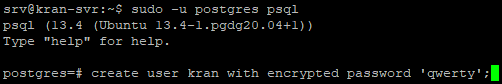 srv@kran-svr:~$ sudo -u postgres psql
psql (13.4 (Ubuntu 13.4-1.pgdg20.04+1))
Type "help" for help.
postgres=# create user kran with encrypted password 'qwerty';